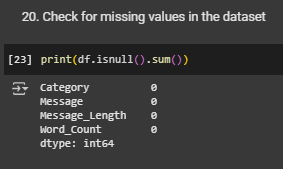 20. Check for missing values in the dataset
[23] print(df.isnull().sum())
Category 0
Message 0
Message_Length 0
Word_Count 0
dtype: int64